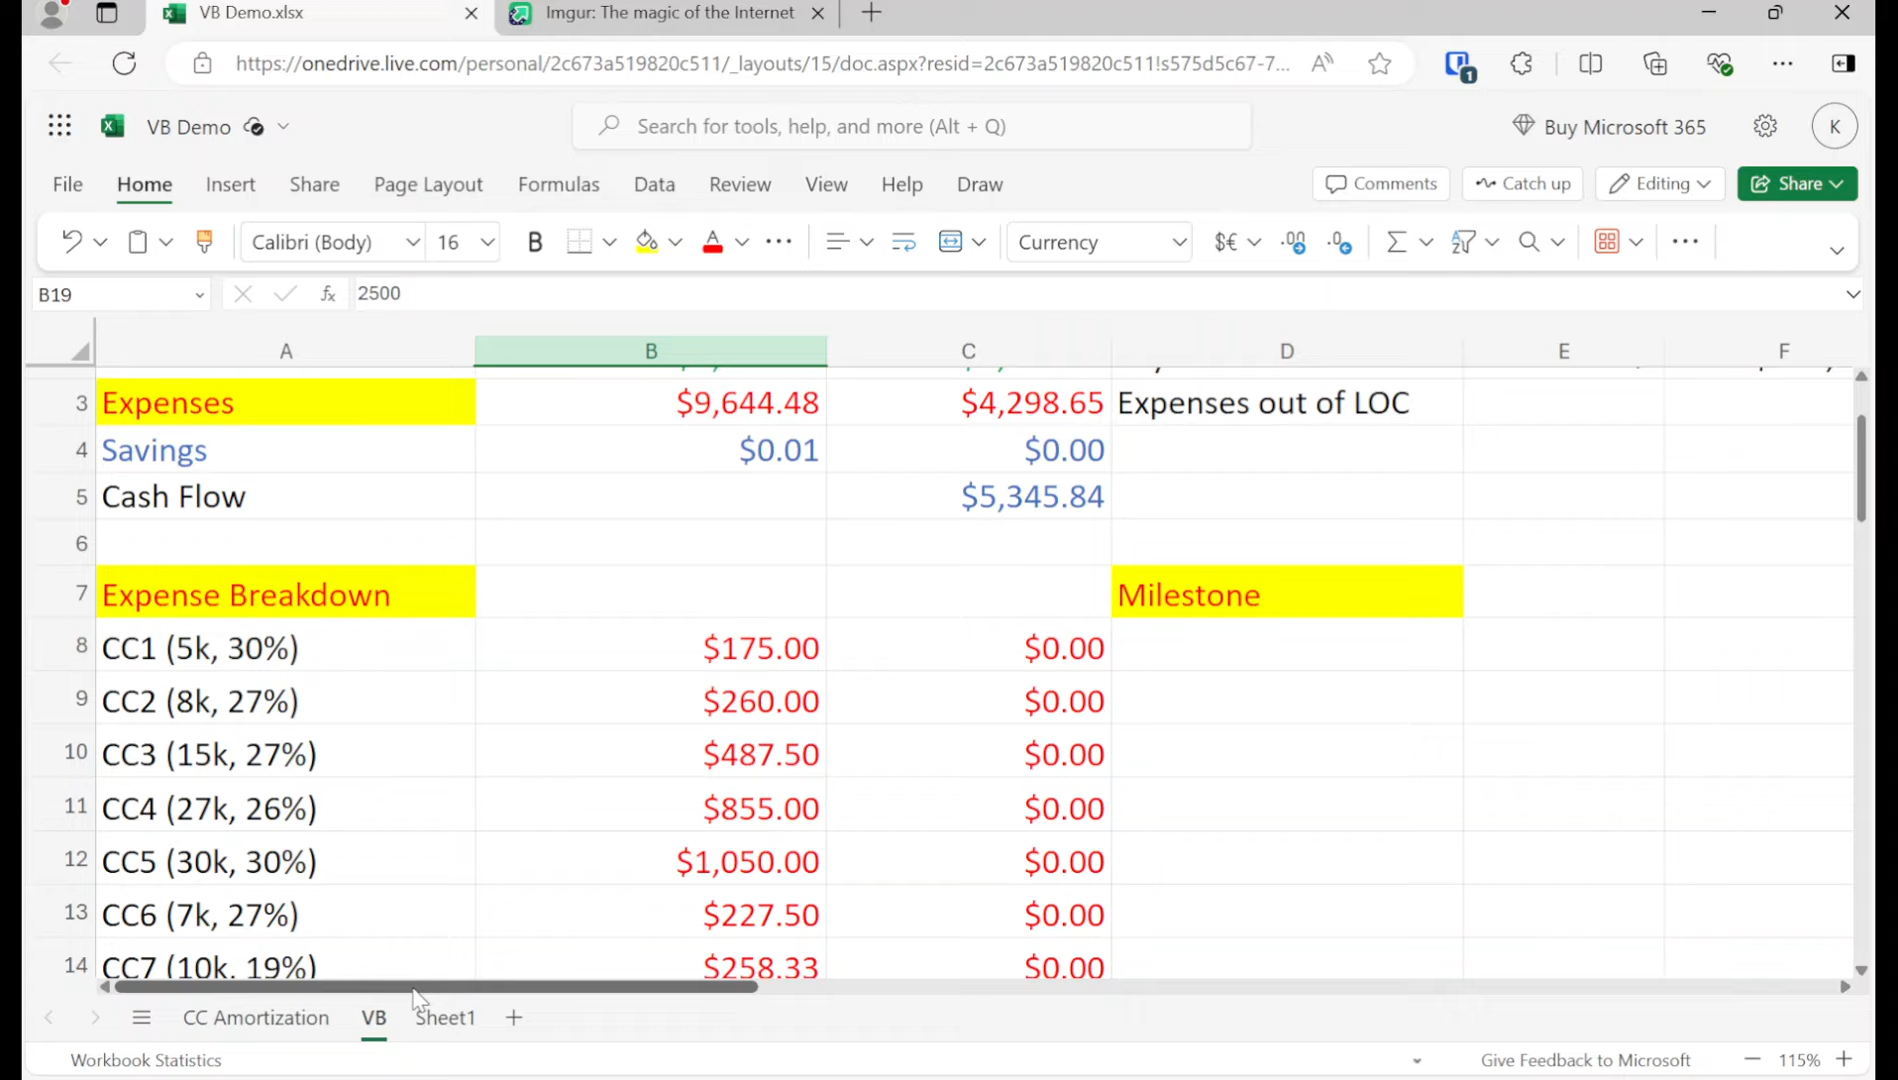 VB Demo.xlsx
Imgur: The magic of the Internet
https://onedrive.live.com/personal/2c673a519820c511/_layouts/15/doc.aspx?resid=2c673a519820c511!s575d5c67-7...
1
VB Demo
Search for tools, help, and more (Alt + Q)
Buy Microsoft 365
K
File Home Insert Share Page Layout Formulas Data Review View Help Draw
Comments Catch up Editing Share
Calibri (Body) 16 B A Currency $€ .00 .0
B19 fx 2500
A B C D E F
3 Expenses $9,644.48 $4,298.65 Expenses out of LOC
4 Savings $0.01 $0.00
5 Cash Flow $5,345.84
6
7 Expense Breakdown Milestone
8 CC1 (5k, 30%) $175.00 $0.00
9 CC2 (8k, 27%) $260.00 $0.00
10 CC3 (15k, 27%) $487.50 $0.00
11 CC4 (27k, 26%) $855.00 $0.00
12 CC5 (30k, 30%) $1,050.00 $0.00
13 CC6 (7k, 27%) $227.50 $0.00
14 CC7 (10k, 19%) $258.33 $0.00
CC Amortization VB Sheet1
Workbook Statistics
Give Feedback to Microsoft 115%